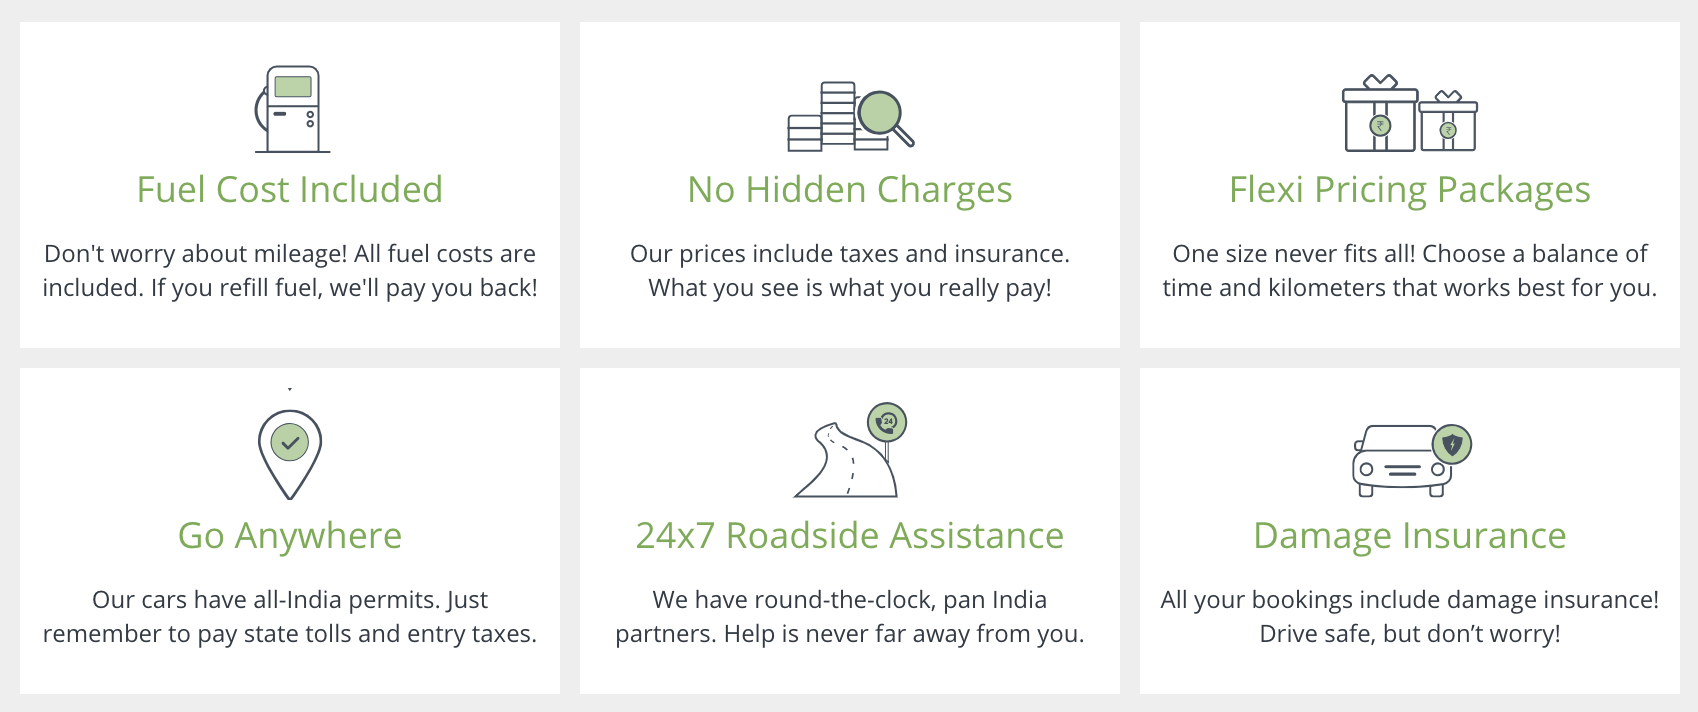 Fuel Cost Included
Don't worry about mileage! All fuel costs are
included. If you refill fuel, we'll pay you back!
No Hidden Charges
Our prices include taxes and insurance.
What you see is what you really pay!
₹
₹
Flexi Pricing Packages
One size never fits all! Choose a balance of
time and kilometers that works best for you.
Go Anywhere
Our cars have all-India permits. Just
remember to pay state tolls and entry taxes.
24
24x7 Roadside Assistance
We have round-the-clock, pan India
partners. Help is never far away from you.
Damage Insurance
All your bookings include damage insurance!
Drive safe, but don’t worry!